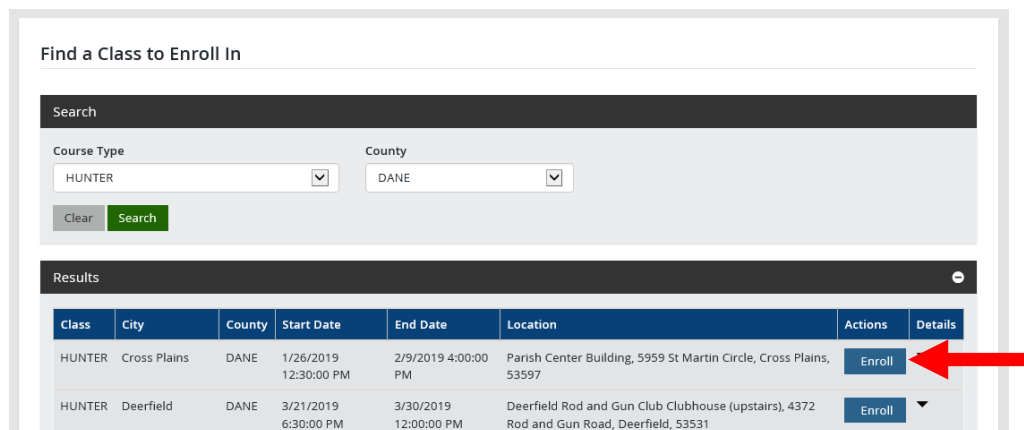 Find a Class to Enroll In
Search
Course Type County
HUNTER DANE
Clear Search
Results
Class City County Start Date End Date Location Actions Details
HUNTER Cross Plains DANE 1/26/2019 2/9/2019 4:00:00 Parish Center Building, 5959 St Martin Circle, Cross Plains, Enroll
12:30:00 PM PM 53597
HUNTER Deerfield DANE 3/21/2019 3/30/2019 Deerfield Rod and Gun Club Clubhouse (upstairs), 4372 Enroll
6:30:00 PM 12:00:00 PM Rod and Gun Road, Deerfield, 53531